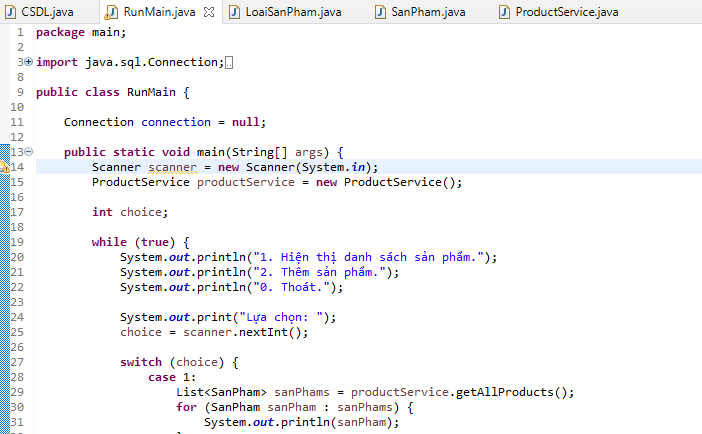 CSDL.java RunMain.java LoaiSanPham.java SanPham.java ProductService.java
1 package main;
2
3 import java.sql.Connection;
8
9 public class RunMain {
10
11 Connection connection = null;
12
13 public static void main(String[] args) {
14 Scanner scanner = new Scanner(System.in);
15 ProductService productService = new ProductService();
16
17 int choice;
18
19 while (true) {
20 System.out.println("1. Hiện thị danh sách sản phẩm.");
21 System.out.println("2. Thêm sản phẩm.");
22 System.out.println("0. Thoát.");
23
24 System.out.print("Lựa chọn: ");
25 choice = scanner.nextInt();
26
27 switch (choice) {
28 case 1:
29 List<SanPham> sanPhams = productService.getAllProducts();
30 for (SanPham sanPham : sanPhams) {
31 System.out.println(sanPham);